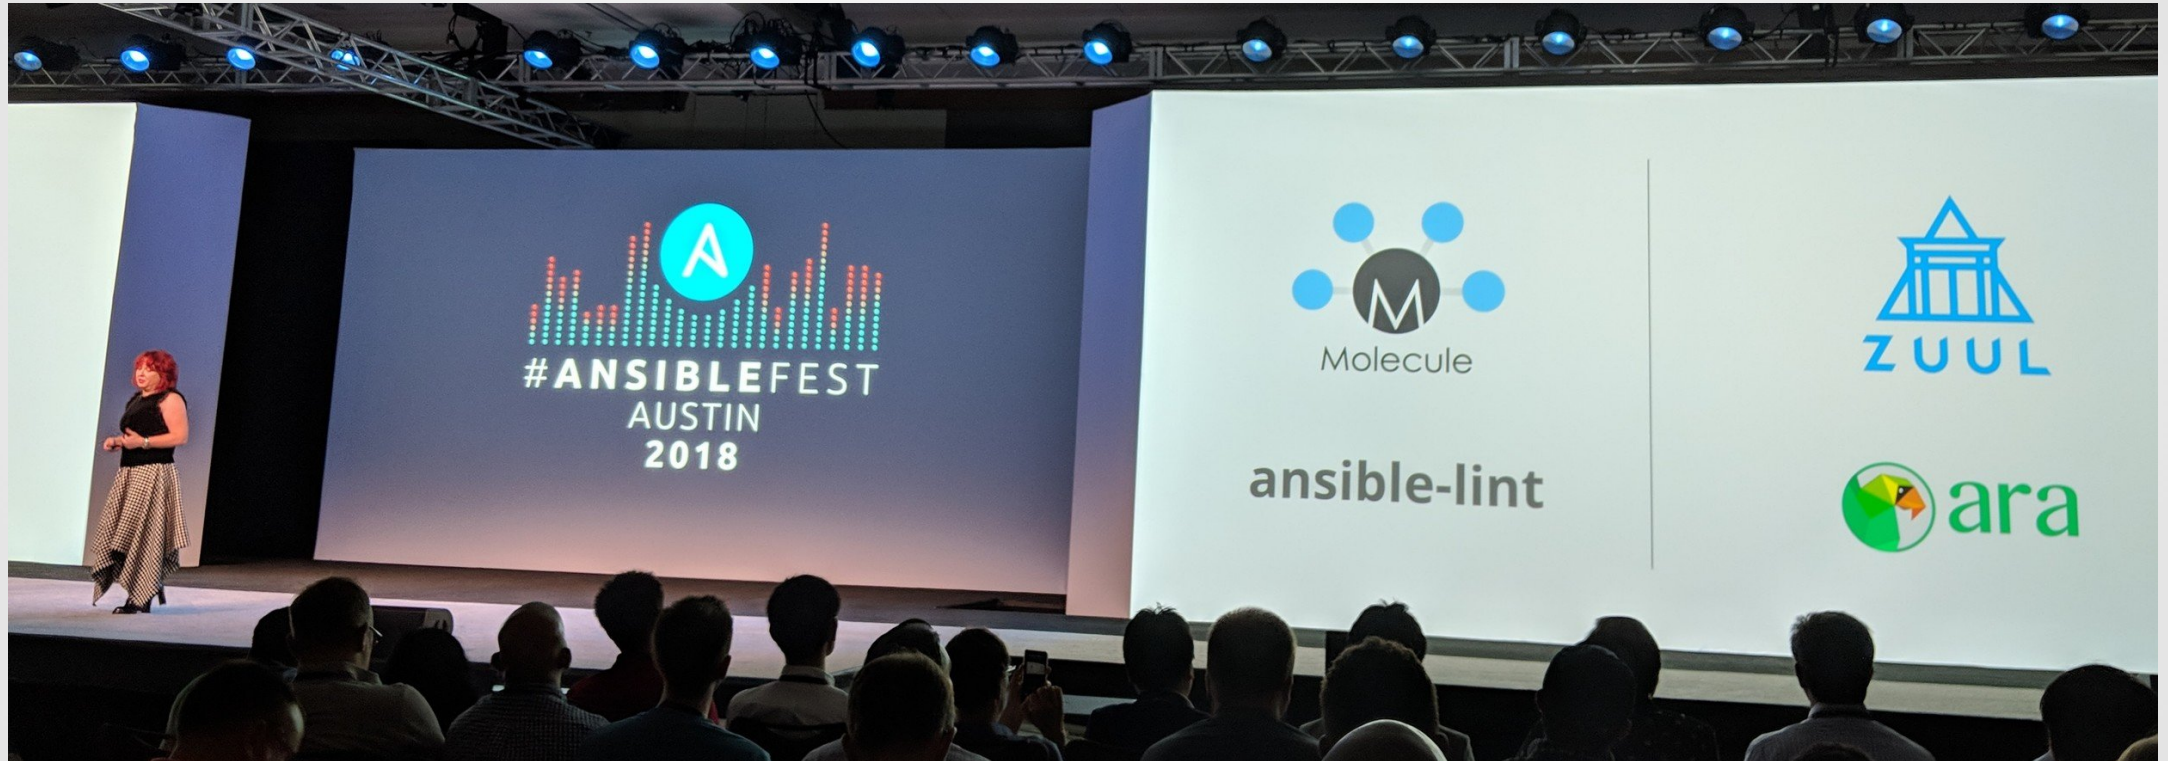 #ANSIBLEFEST
AUSTIN
2018
M
Molecule
ansible-lint
ZUUL
ara